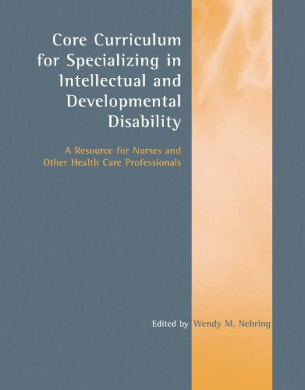 Core Curriculum
for Specializing in
Intellectual and
Developmental
Disability
A Resource for Nurses and
Other Health Care Professionals
Edited by Wendy M. Nehring